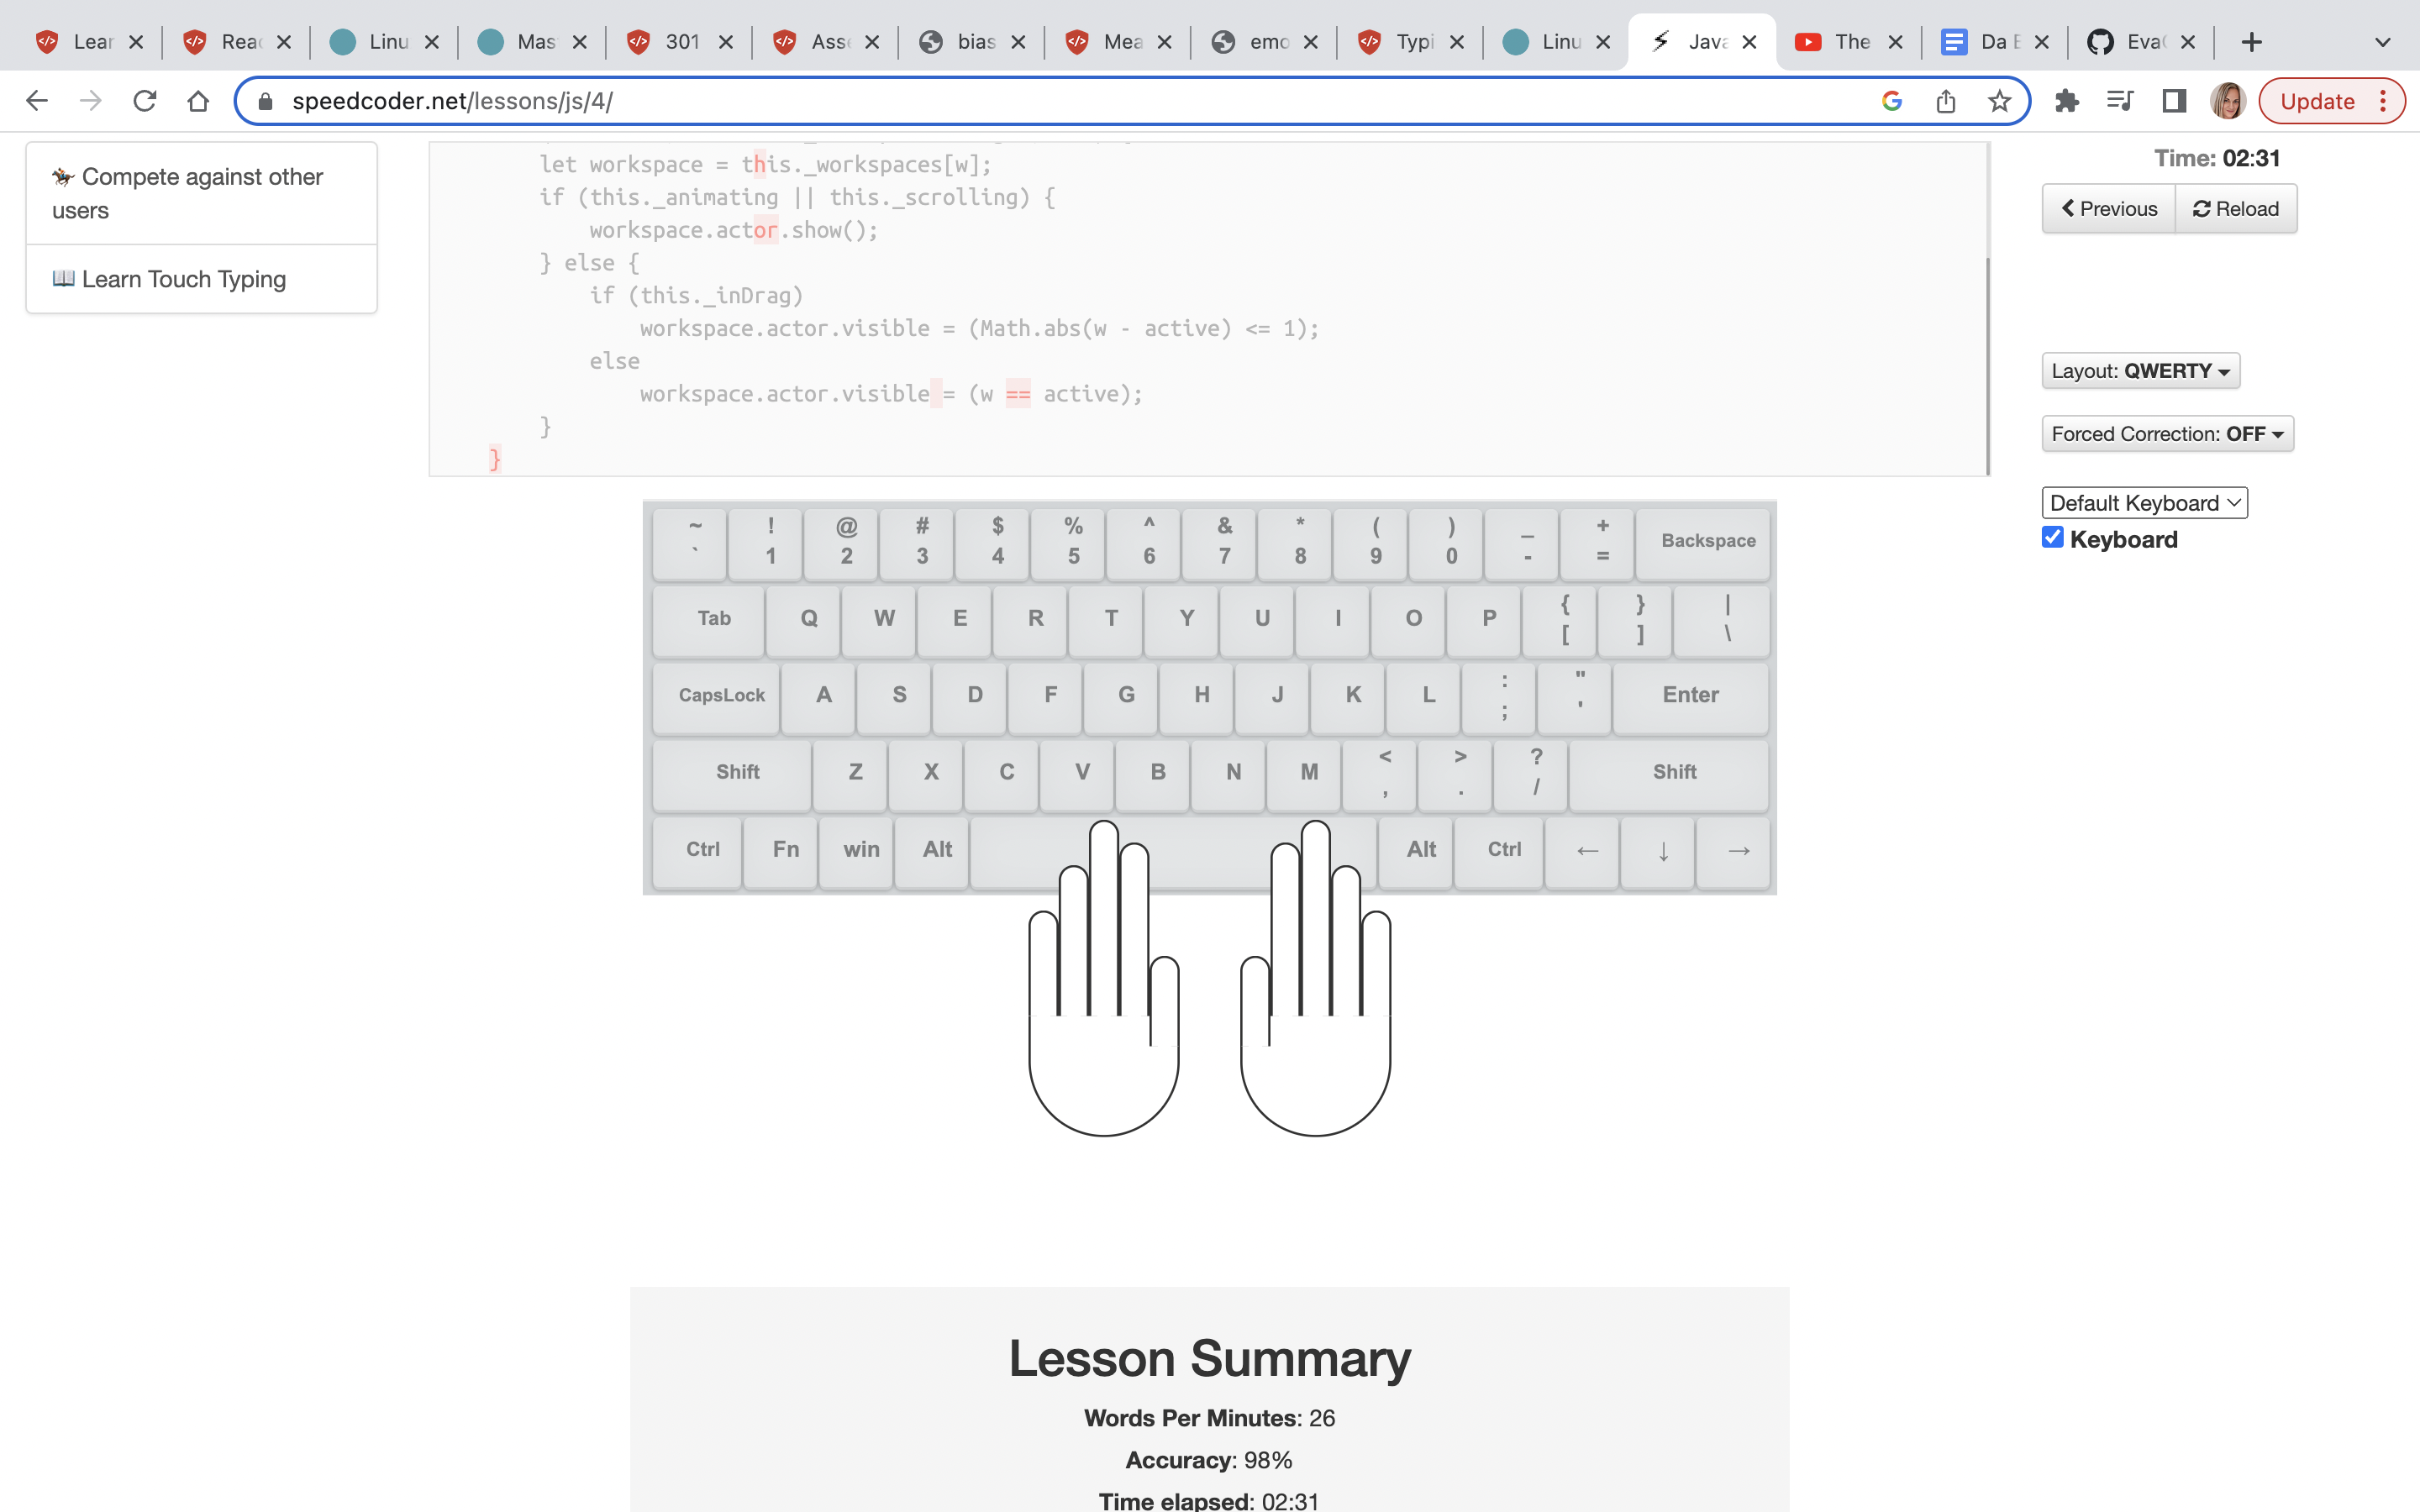 Lear
Rea
Linu
Mas
301
Ass
bias
Mea
emo
Typi
Linu
Java
The
Da E
Eva
speedcoder.net/lessons/js/4/
Update
🏇 Compete against other
users
📖 Learn Touch Typing
let workspace = this._workspaces[w];
if (this._animating || this._scrolling) {
workspace.actor.show();
} else {
if (this._inDrag)
workspace.actor.visible = (Math.abs(w - active) <= 1);
else
workspace.actor.visible = (w == active);
}
}
Time: 02:31
Previous
Reload
Layout: QWERTY
Forced Correction: OFF
Default Keyboard
Keyboard
~ ! @ # $ % ^ & * ( ) _ +
` 1 2 3 4 5 6 7 8 9 0 - = Backspace
Tab Q W E R T Y U I O P { } |
[ ] \
CapsLock A S D F G H J K L : " Enter
; '
Shift Z X C V B N M < > ? Shift
, . /
Ctrl Fn win Alt Alt Ctrl ← ↓ →
Lesson Summary
Words Per Minutes: 26
Accuracy: 98%
Time elapsed: 02:31